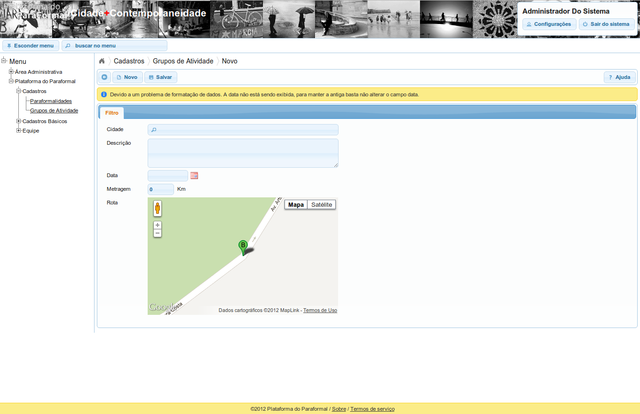 Cidade+Contemporaneidade
Administrador Do Sistema
Configurações
Sair do sistema
Esconder menu
buscar no menu
Menu
Área Administrativa
Plataforma do Paraformal
Cadastros
Paraformalidades
Grupos de Atividade
Cadastros Básicos
Equipe
Cadastros
Grupos de Atividade
Novo
Novo
Salvar
Ajuda
Devido a um problema de formatação de dados. A data não está sendo exibida, para manter a antiga basta não alterar o campo data.
Filtro
Cidade
Descrição
Data
Metragem
0
Km
Rota
Mapa
Satélite
B
Google
Dados cartográficos ©2012 MapLink - Termos de Uso
©2012 Plataforma do Paraformal / Sobre / Termos de serviço